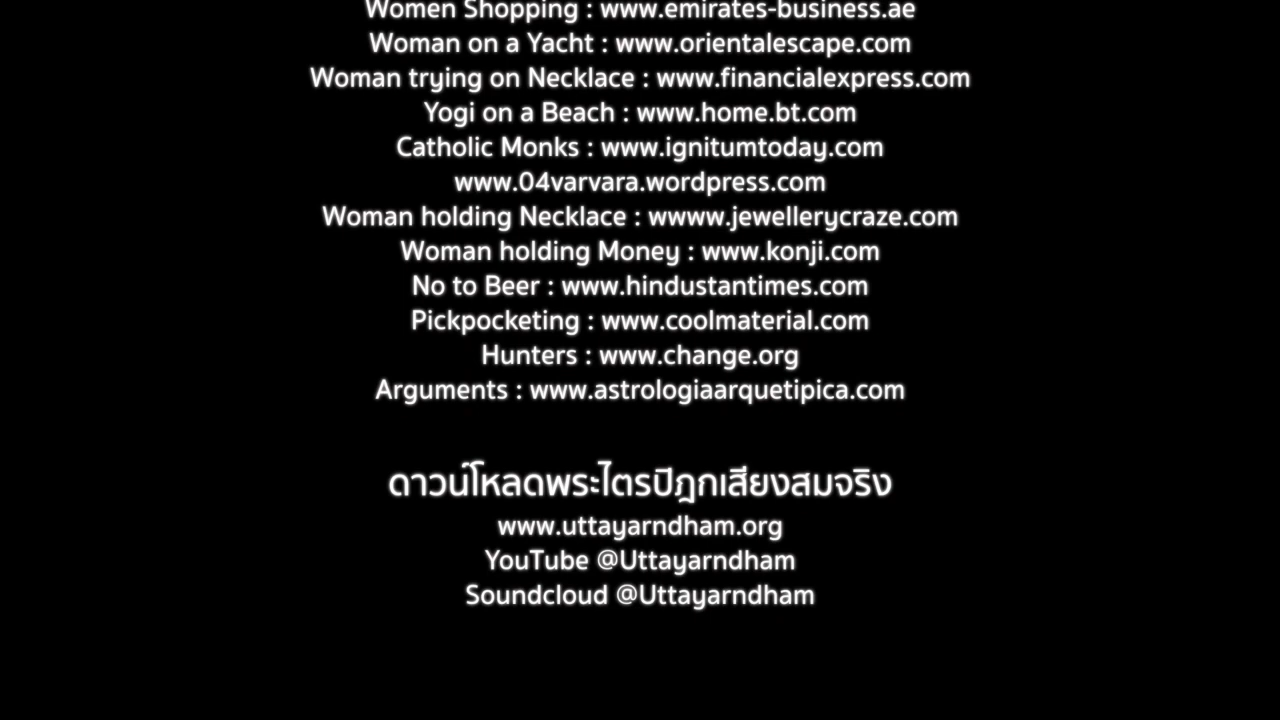 Women Shopping : www.emirates-business.ae
Woman on a Yacht : www.orientalescape.com
Woman trying on Necklace : www.financialexpress.com
Yogi on a Beach : www.home.bt.com
Catholic Monks : www.ignitumtoday.com
www.04varvara.wordpress.com
Woman holding Necklace : wwww.jewellerycraze.com
Woman holding Money : www.konji.com
No to Beer : www.hindustantimes.com
Pickpocketing : www.coolmaterial.com
Hunters : www.change.org
Arguments : www.astrologiaarquetipica.com
ดาวน์โหลดพระไตรปิฎกเสียงสมจริง
www.uttayarndham.org
YouTube @Uttayarndham
Soundcloud @Uttayarndham